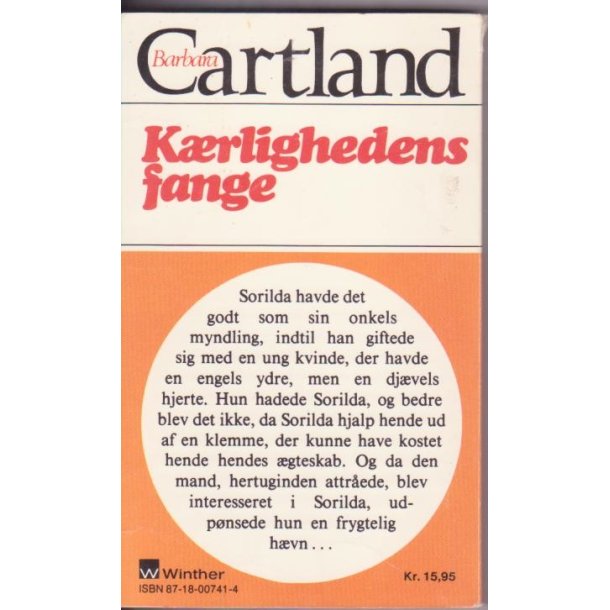 Barbara
Cartland
Kærlighedens
fange
Sorilda havde det
godt som sin onkels
myndling, indtil han giftede
sig med en ung kvinde, der havde
en engels ydre, men en djævels
hjerte. Hun hadede Sorilda, og bedre
blev det ikke, da Sorilda hjalp hende ud
af en klemme, der kunne have kostet
hende hendes ægteskab. Og da den
mand, hertuginden attråede, blev
interesseret i Sorilda, ud-
pønsede hun en frygtelig
hævn...
W Winther
ISBN 87-18-00741-4
Kr. 15,95